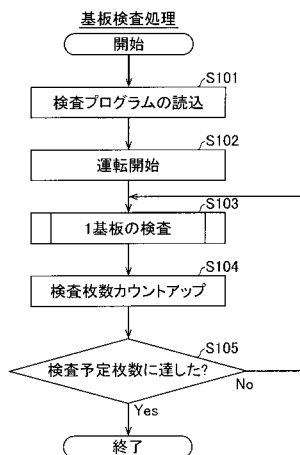 基板検査処理
開始
S101
検査プログラムの読込
S102
運転開始
S103
1基板の検査
S104
検査枚数カウントアップ
S105
検査予定枚数に達した?
No
Yes
終了